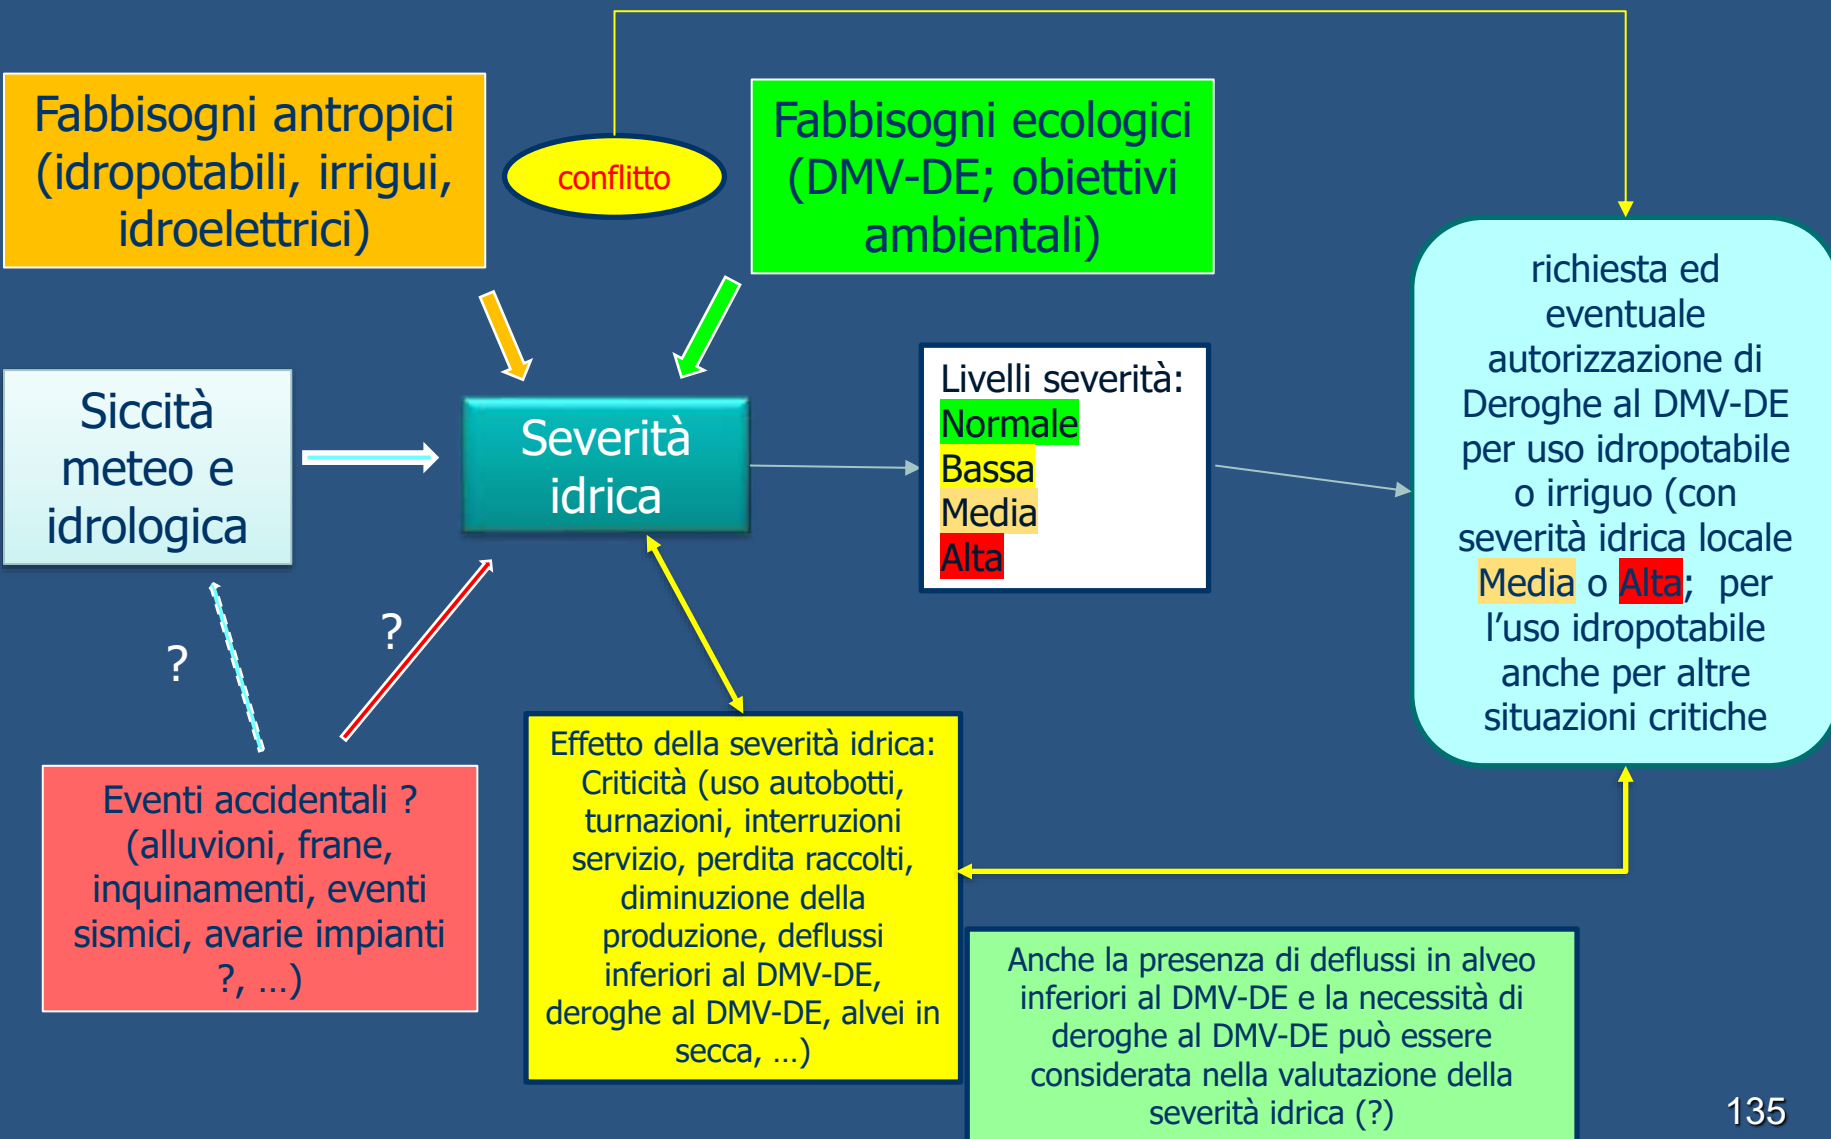 Fabbisogni antropici
(idropotabili, irrigui,
idroelettrici)
conflitto
Fabbisogni ecologici
(DMV-DE; obiettivi
ambientali)
Siccità
meteo e
idrologica
Severità
idrica
Livelli severità:
Normale
Bassa
Media
Alta
richiesta ed
eventuale
autorizzazione di
Deroghe al DMV-DE
per uso idropotabile
o irriguo (con
severità idrica locale
Media o Alta; per
l’uso idropotabile
anche per altre
situazioni critiche
?
?
Eventi accidentali ?
(alluvioni, frane,
inquinamenti, eventi
sismici, avarie impianti
?, …)
Effetto della severità idrica:
Criticità (uso autobotti,
turnazioni, interruzioni
servizio, perdita raccolti,
diminuzione della
produzione, deflussi
inferiori al DMV-DE,
deroghe al DMV-DE, alvei in
secca, …)
Anche la presenza di deflussi in alveo
inferiori al DMV-DE e la necessità di
deroghe al DMV-DE può essere
considerata nella valutazione della
severità idrica (?)
135